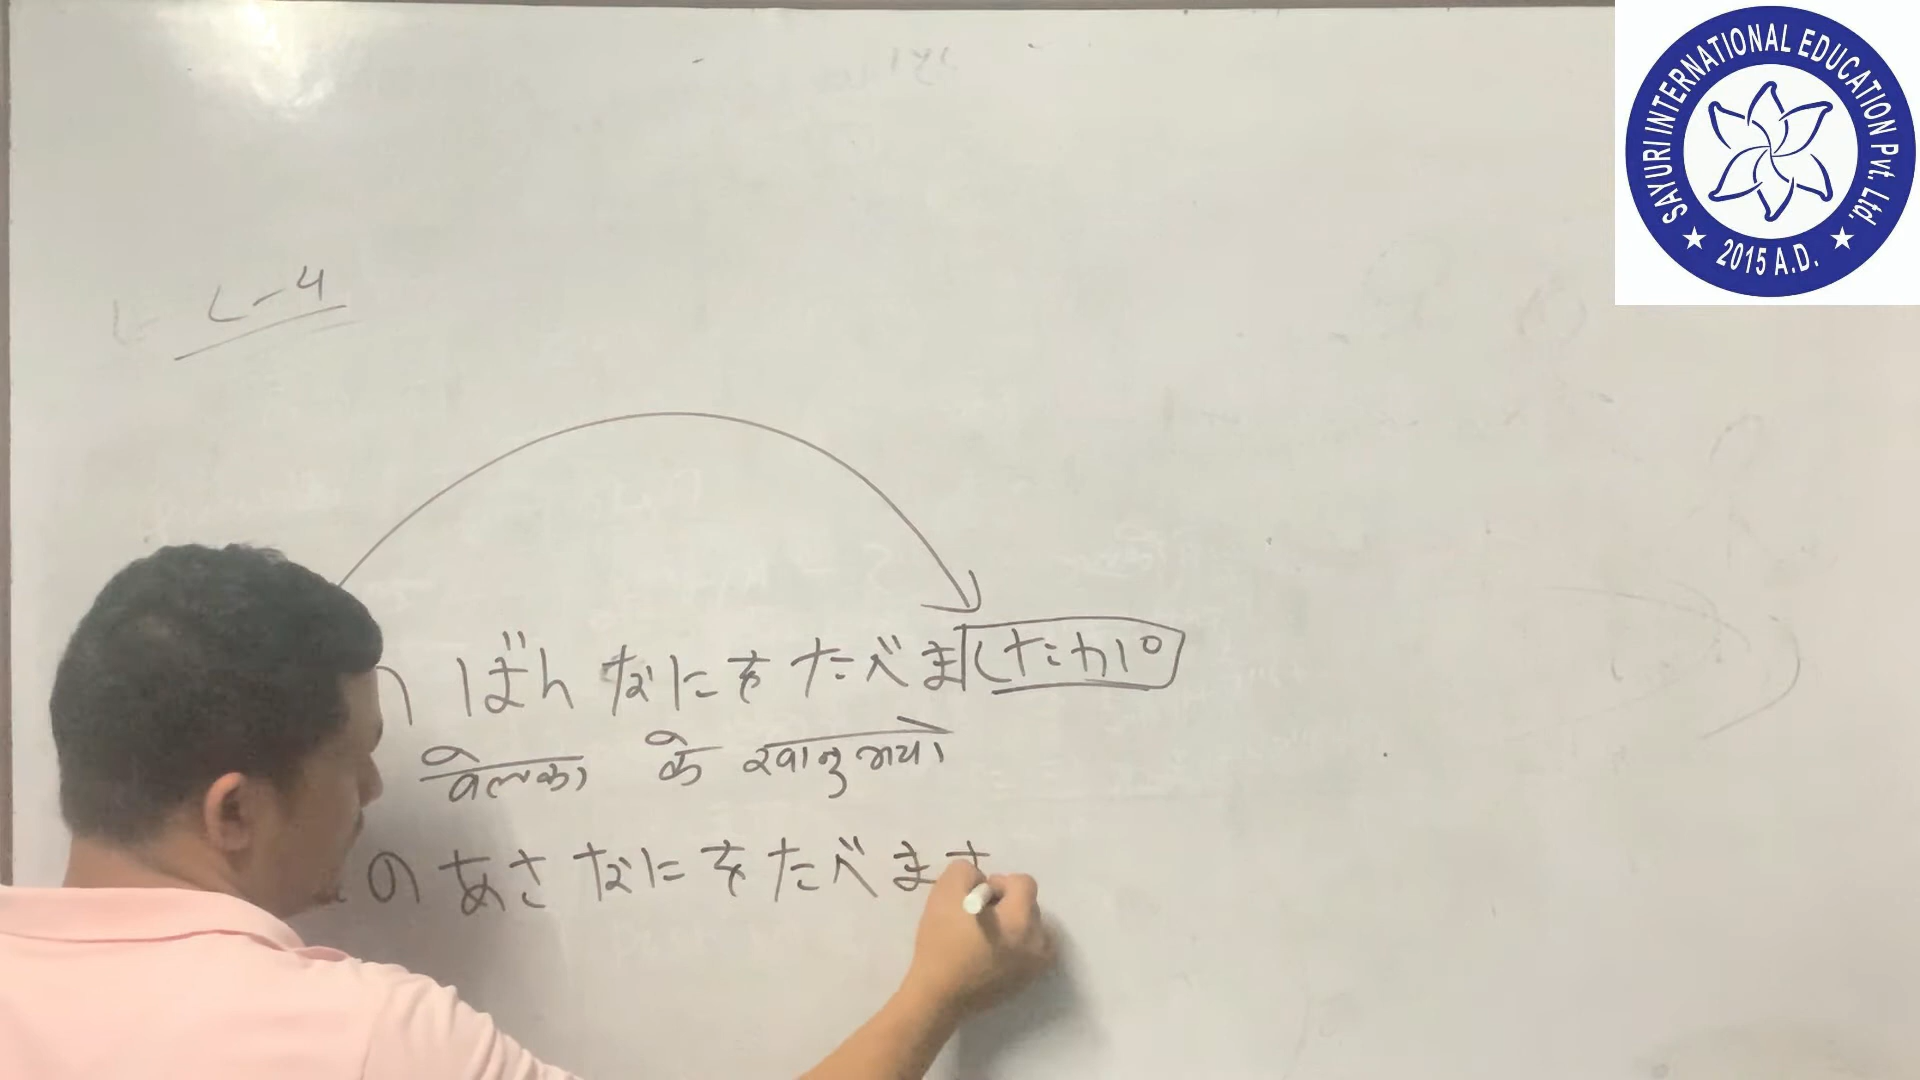 SAYURI INTERNATIONAL EDUCATION Pvt. Ltd.
2015 A.D.
L-4
ばん なにを たべましたか。
बेलुका के खानु भयो
の あさ なにを たべま